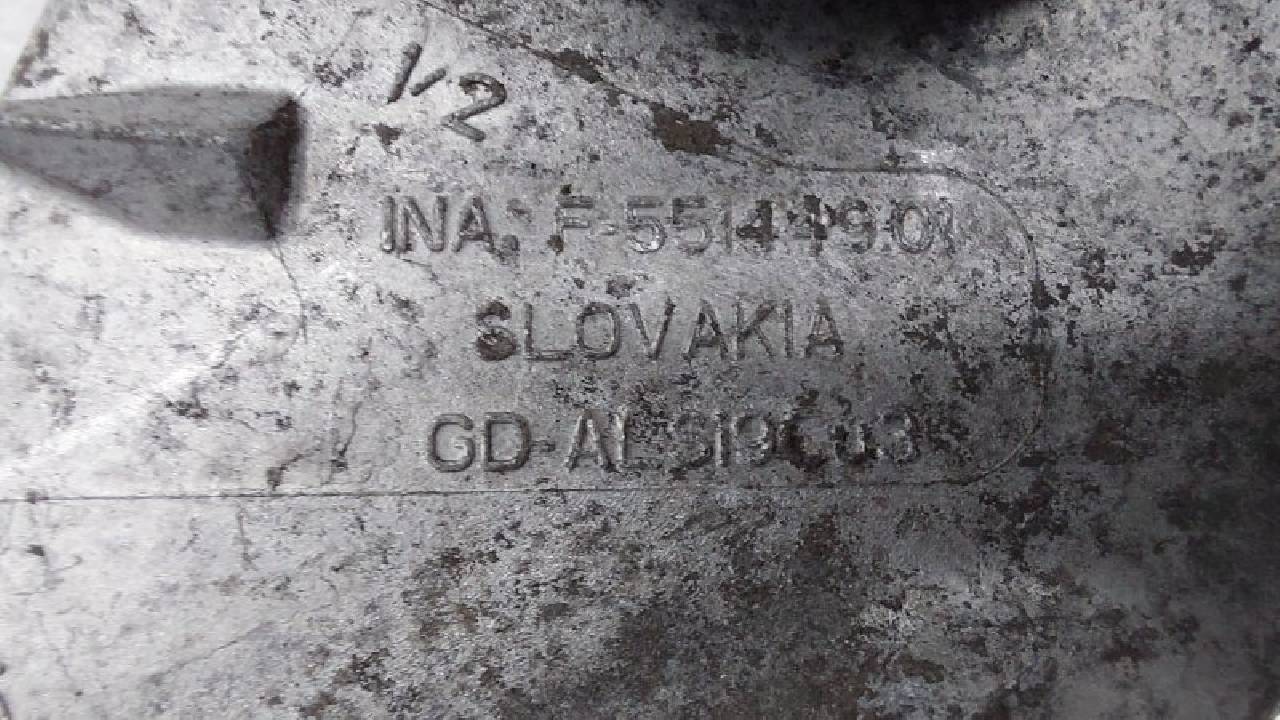 1-2
INA. F-551449.01
SLOVAKIA
GD-ALSI9Cu3